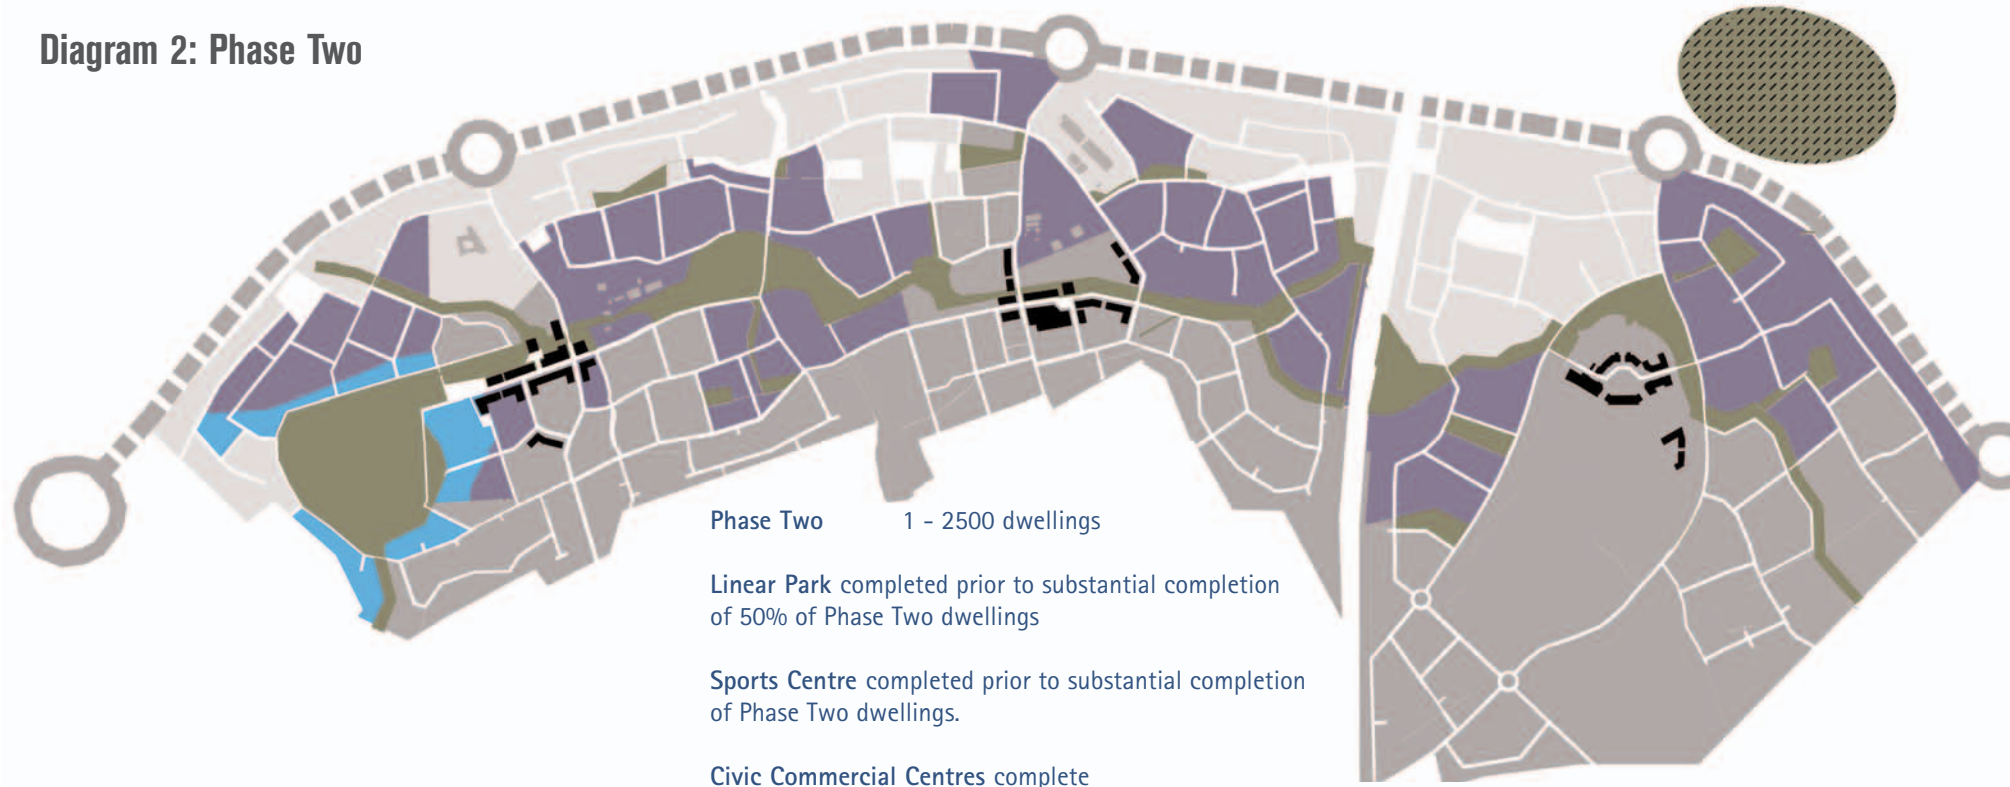 Diagram 2: Phase Two
Phase Two 1 - 2500 dwellings
Linear Park completed prior to substantial completion
of 50% of Phase Two dwellings
Sports Centre completed prior to substantial completion
of Phase Two dwellings.
Civic Commercial Centres complete